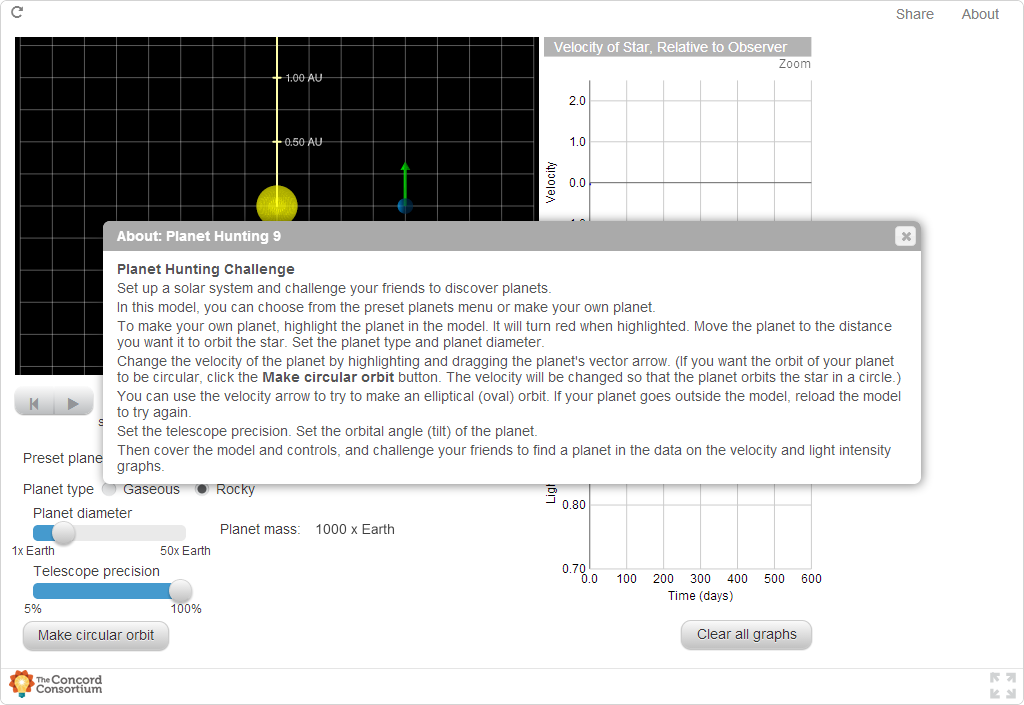 Share About
Velocity of Star, Relative to Observer
Zoom
1.00 AU
0.50 AU
2.0
1.0
0.0
Velocity
About: Planet Hunting 9
Planet Hunting Challenge
Set up a solar system and challenge your friends to discover planets.
In this model, you can choose from the preset planets menu or make your own planet.
To make your own planet, highlight the planet in the model. It will turn red when highlighted. Move the planet to the distance
you want it to orbit the star. Set the planet type and planet diameter.
Change the velocity of the planet by highlighting and dragging the planet's vector arrow. (If you want the orbit of your planet
to be circular, click the Make circular orbit button. The velocity will be changed so that the planet orbits the star in a circle.)
You can use the velocity arrow to try to make an elliptical (oval) orbit. If your planet goes outside the model, reload the model
to try again.
Set the telescope precision. Set the orbital angle (tilt) of the planet.
Then cover the model and controls, and challenge your friends to find a planet in the data on the velocity and light intensity
graphs.
Preset plane
Planet type Gaseous Rocky
Planet diameter
1x Earth 50x Earth
Planet mass: 1000 x Earth
Telescope precision
5% 100%
Make circular orbit
Ligh
0.80
0.70
0.0 100 200 300 400 500 600
Time (days)
Clear all graphs
The Concord
Consortium